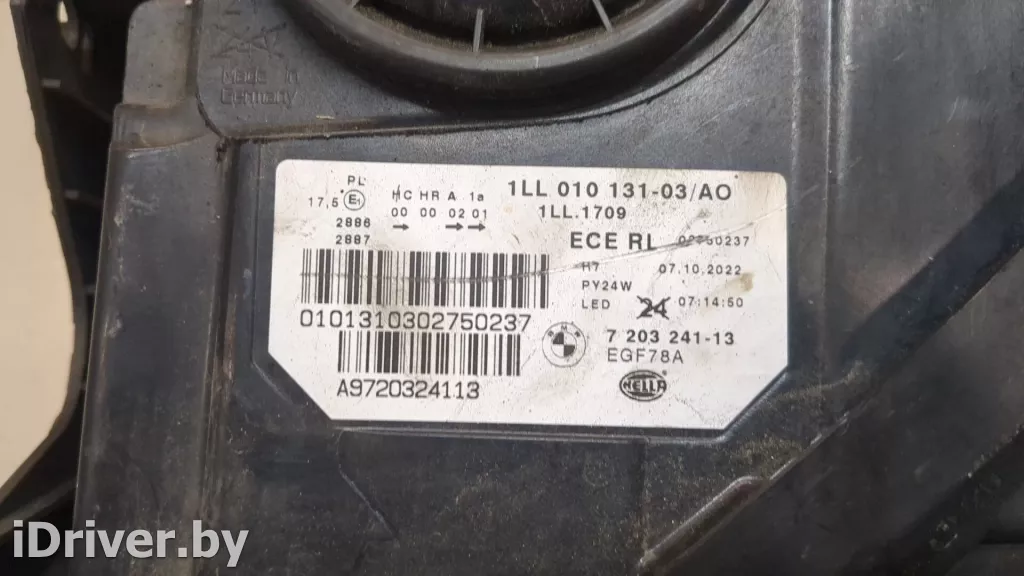 Made in
Germany
PL
17,5 E1
HC HR A 1a
00 00 02 01
2886 → →→
2887
1LL 010 131-03/AO
1LL.1709
ECE RL 02750237
H7 07.10.2022
PY24W
LED 24 07:14:50
0101310302750237
7 203 241-13
EGF78A
A9720324113
HELLA
iDriver.by